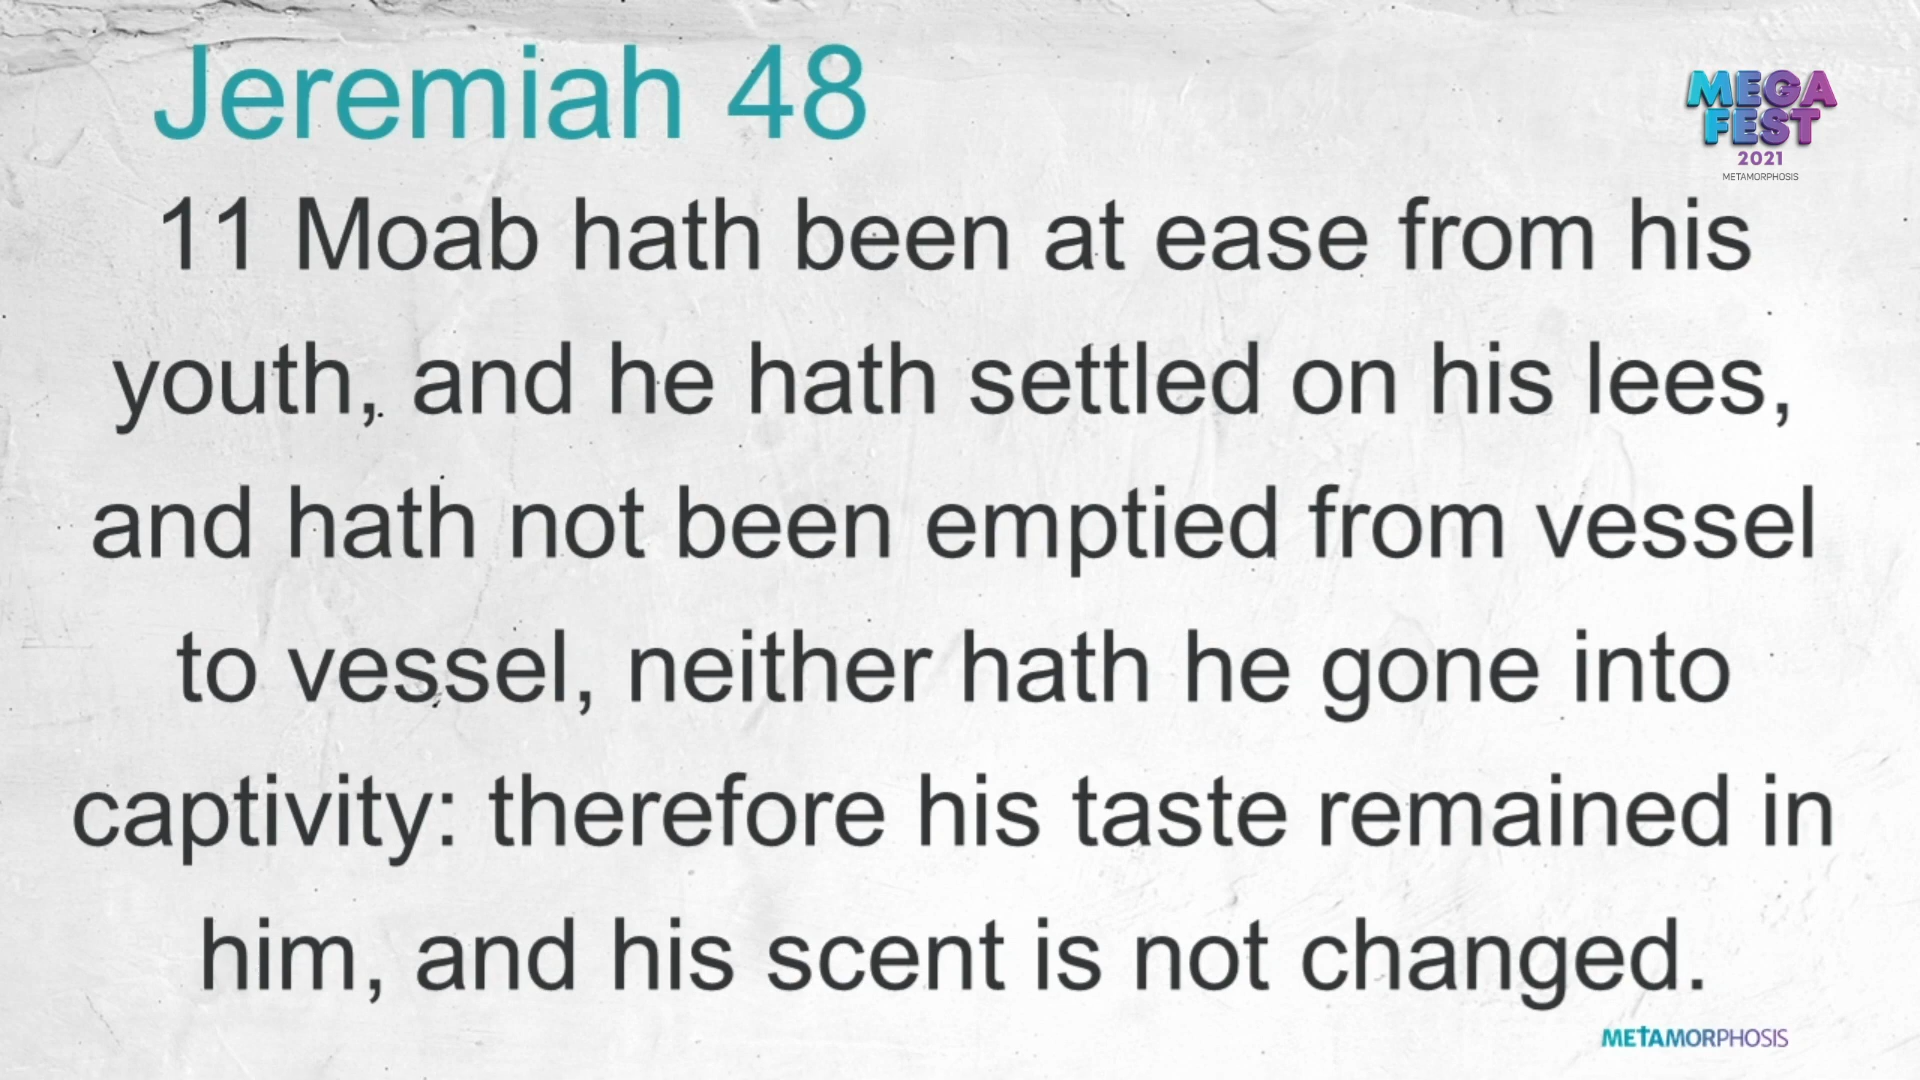 Jeremiah 48
MEGA
FEST
2021
METAMORPHOSIS
11 Moab hath been at ease from his
youth, and he hath settled on his lees,
and hath not been emptied from vessel
to vessel, neither hath he gone into
captivity: therefore his taste remained in
him, and his scent is not changed.
METAMORPHOSIS